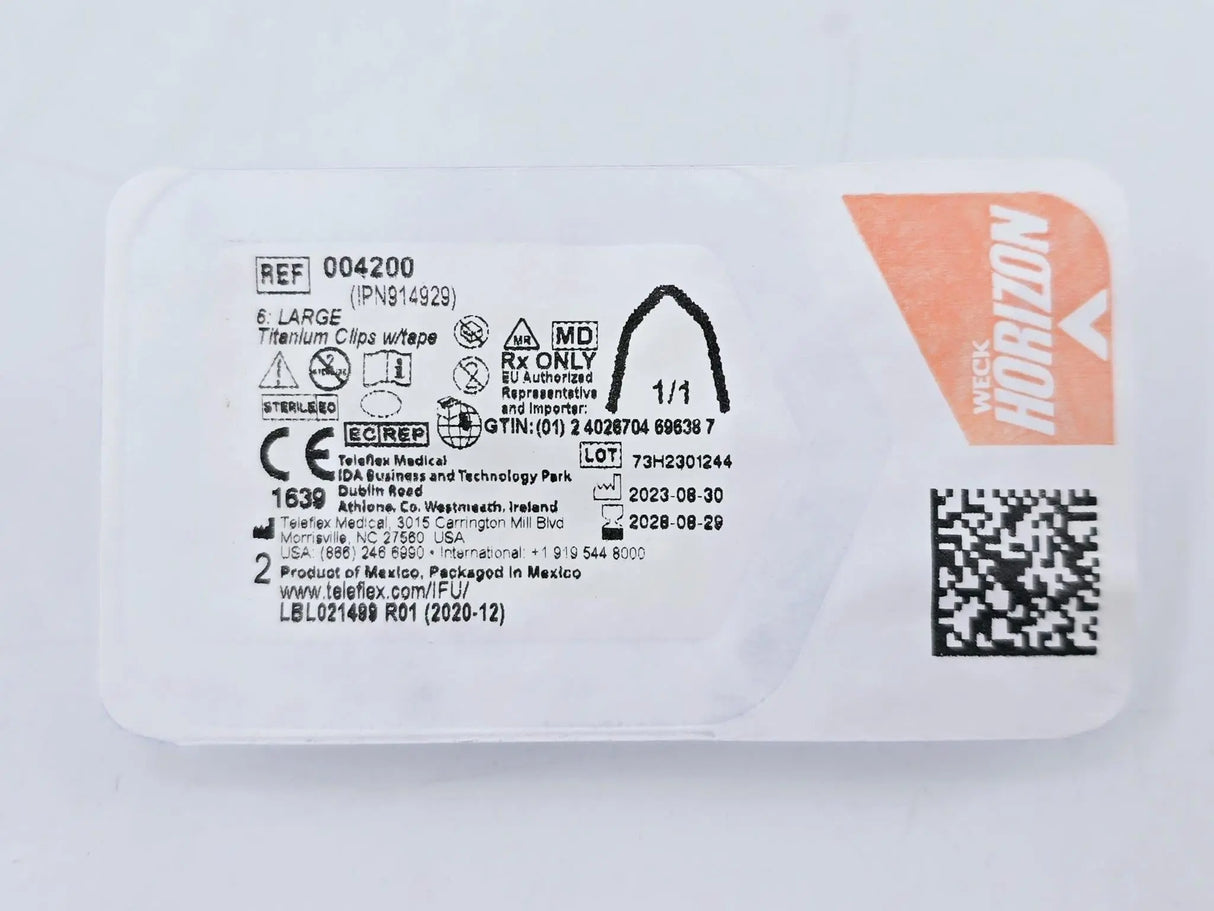 REF 004200
(IPN914929)
6: LARGE
Titanium Clips w/tape
MR MD
Rx ONLY
EU Authorized
Representative
and Importer:
1/1
STERILE EO
GTIN: (01) 2 4026704 69638 7
CE EC REP
1639
Teleflex Medical
IDA Business and Technology Park
Dublin Road
Athlone, Co. Westmeath, Ireland
LOT 73H2301244
2023-08-30
2028-08-29
Teleflex Medical, 3015 Carrington Mill Blvd
Morrisville, NC 27560 USA
USA: (866) 246 6990 • International: +1 919 544 8000
2 Product of Mexico, Packaged in Mexico
www.teleflex.com/IFU/
LBL021499 R01 (2020-12)
WECK
HORIZON